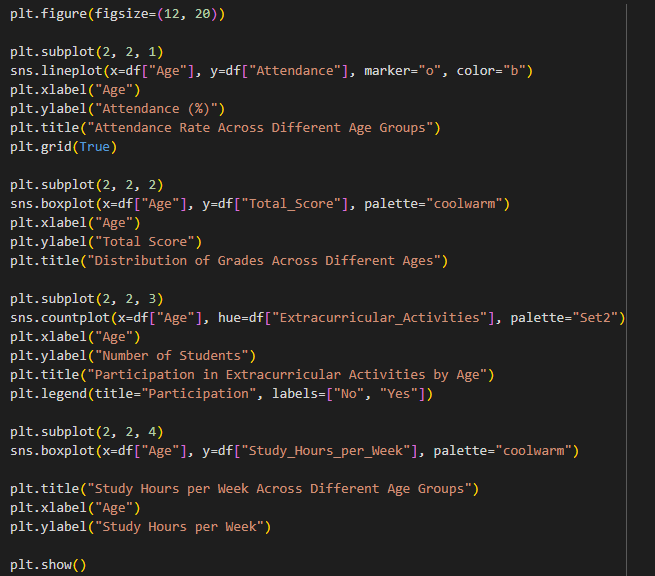 plt.figure(figsize=(12, 20))
plt.subplot(2, 2, 1)
sns.lineplot(x=df["Age"], y=df["Attendance"], marker="o", color="b")
plt.xlabel("Age")
plt.ylabel("Attendance (%)")
plt.title("Attendance Rate Across Different Age Groups")
plt.grid(True)
plt.subplot(2, 2, 2)
sns.boxplot(x=df["Age"], y=df["Total_Score"], palette="coolwarm")
plt.xlabel("Age")
plt.ylabel("Total Score")
plt.title("Distribution of Grades Across Different Ages")
plt.subplot(2, 2, 3)
sns.countplot(x=df["Age"], hue=df["Extracurricular_Activities"], palette="Set2")
plt.xlabel("Age")
plt.ylabel("Number of Students")
plt.title("Participation in Extracurricular Activities by Age")
plt.legend(title="Participation", labels=["No", "Yes"])
plt.subplot(2, 2, 4)
sns.boxplot(x=df["Age"], y=df["Study_Hours_per_Week"], palette="coolwarm")
plt.title("Study Hours per Week Across Different Age Groups")
plt.xlabel("Age")
plt.ylabel("Study Hours per Week")
plt.show()